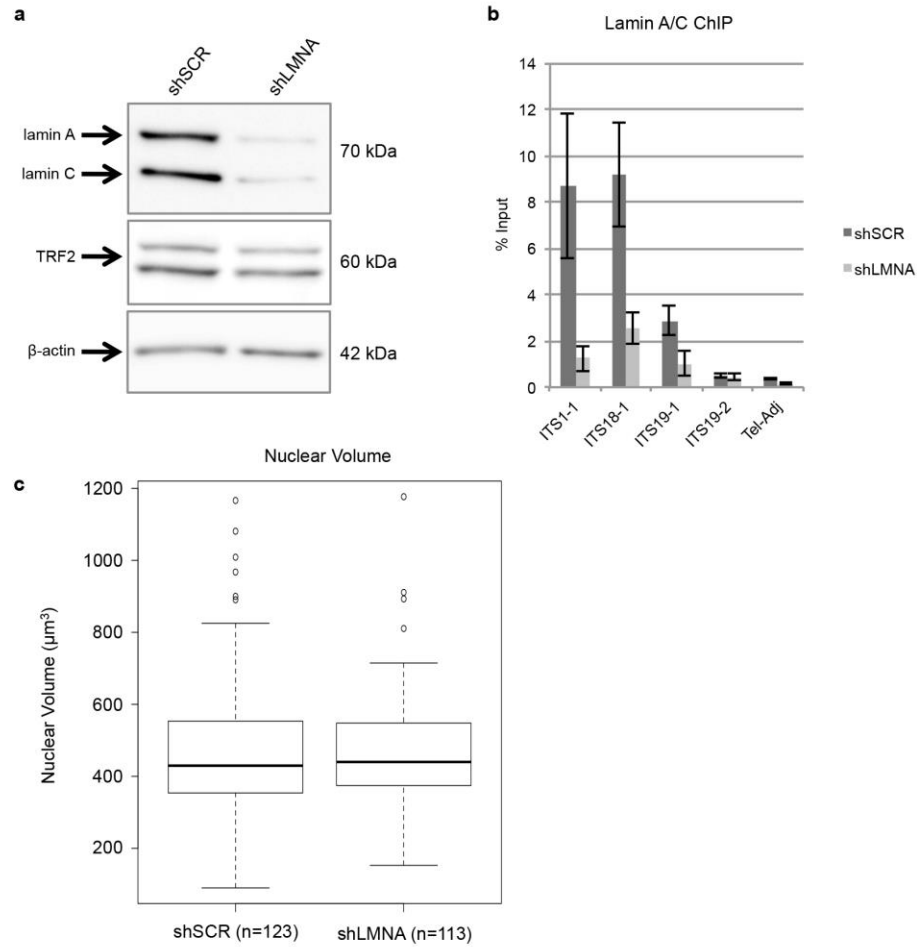 a
shSCR
shLMNA
lamin A
lamin C
70 kDa
TRF2
60 kDa
β-actin
42 kDa
b
Lamin A/C ChIP
% Input
14
12
10
8
6
4
2
0
ITS1-1
ITS18-1
ITS19-1
ITS19-2
Tel-Adj
shSCR
shLMNA
c
Nuclear Volume
Nuclear Volume (µm³)
1200
1000
800
600
400
200
shSCR (n=123)
shLMNA (n=113)